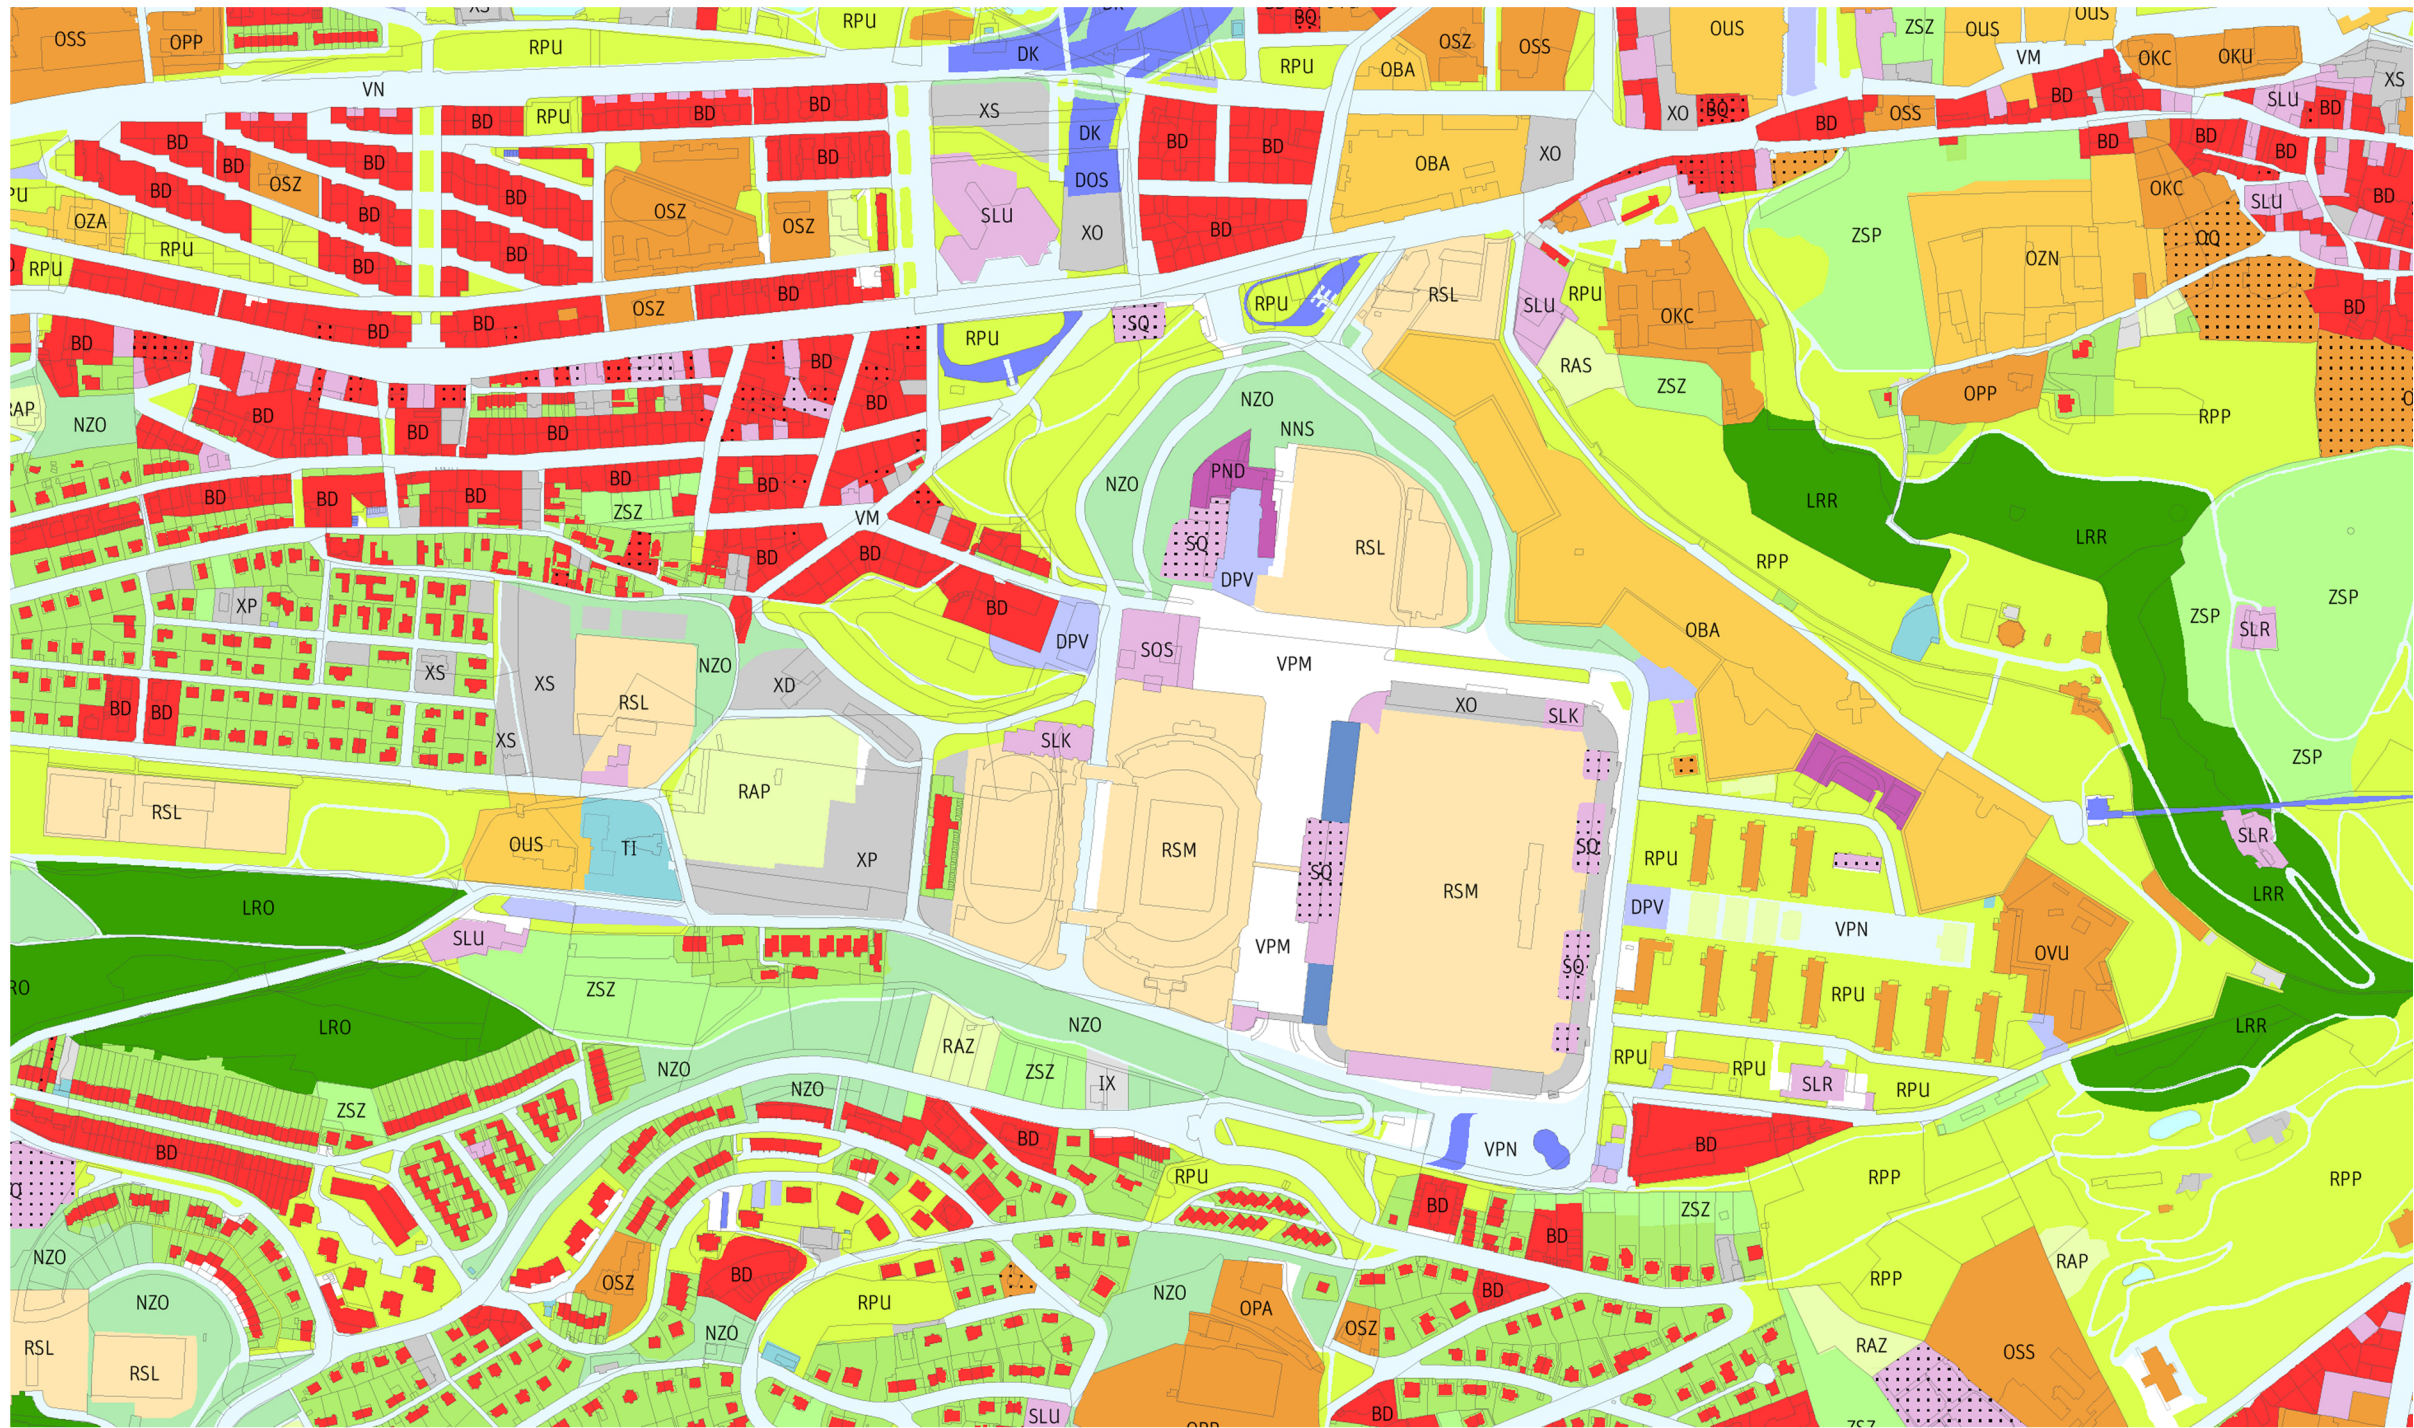 RPU
OSS
OPP
RPU
DK
BQ
OSZ
OSS
OUS
ZSZ
OUS
OUS
VM
OKC
OKU
RPU
OBA
XS
VN
BD
RPU
BD
BD
XS
DK
BD
BD
XO
BQ
BD
OSS
BD
SLU
BD
BD
BD
OSZ
BD
BD
OSZ
BD
OSZ
DOS
SLU
XO
BD
OBA
XO
ZSP
BD
BD
BD
OKC
SLU
BD
OZA
RPU
RPU
BD
BD
BD
OQ
OZN
BD
BD
OSZ
BD
RPU
SQ
RPU
RSL
SLU
RPU
OKC
BD
BD
BD
RPU
RAS
ZSZ
OPP
RPP
RAP
NZO
BD
BD
BD
BD
NZO
NNS
BD
BD
BD
BD
ZSZ
BD
VM
NZO
PND
SQ
DPV
RSL
LRR
LRR
RPP
ZSP
BD
BD
BD
XP
XS
XS
RSL
NZO
XD
DPV
SOS
VPM
OBA
ZSP
SLR
BD
BD
XS
SLK
XO
SLK
ZSP
RSL
OUS
TI
RAP
XP
RSM
SQ
RSM
SQ
RPU
SLR
LRO
SLU
DPV
VPN
LRR
VPM
SQ
OVU
LRO
ZSZ
NZO
RPU
LRR
RAZ
ZSZ
IX
NZO
NZO
RPU
RPU
SLR
RPU
ZSZ
BD
BD
VPN
BD
RPU
RPP
RPP
BD
BD
ZSZ
NZO
NZO
OSZ
BD
RPU
NZO
OPA
BD
RPP
RAP
NZO
OSZ
RAZ
OSS
RSL
RSL
SLU
BD